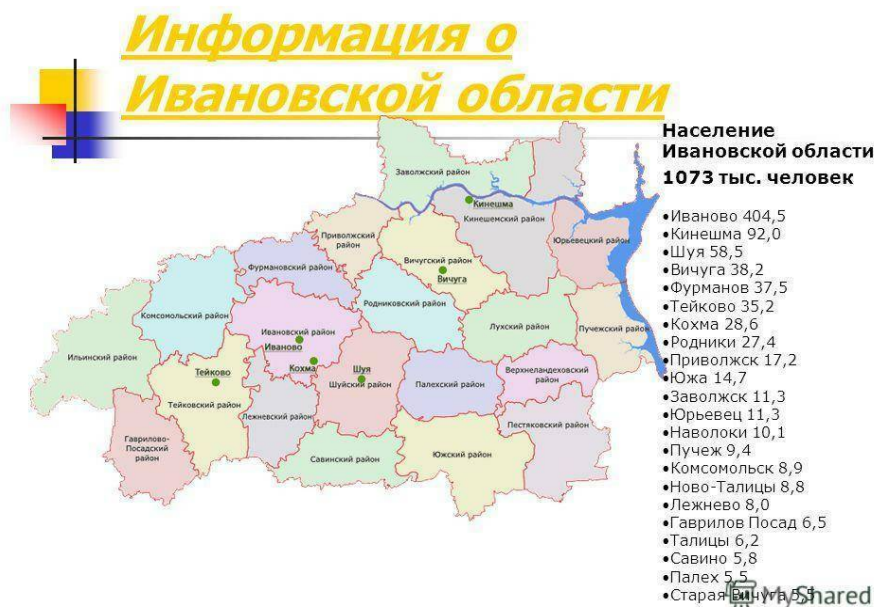 Информация о
Ивановской области
Население
Ивановской области
1073 тыс. человек
•Иваново 404,5
•Кинешма 92,0
•Шуя 58,5
•Вичуга 38,2
•Фурманов 37,5
•Тейково 35,2
•Кохма 28,6
•Родники 27,4
•Приволжск 17,2
•Южа 14,7
•Заволжск 11,3
•Юрьевец 11,3
•Наволоки 10,1
•Пучеж 9,4
•Комсомольск 8,9
•Ново-Талицы 8,8
•Лежнево 8,0
•Гаврилов Посад 6,5
•Талицы 6,2
•Савино 5,8
•Палех 5,5
•Старая Вичуга 5,5
Заволжский район
Кинешма
Кинешемский район
Приволжский
район
Юрьевецкий район
Вичугский район
Вичуга
Фурмановский район
Родниковский район
Комсомольский район
Ивановский район
Иваново
Лухский район
Пучежский район
Ильинский район
Кохма
Шуя
Тейково
Шуйский район
Палехский район
Верхнеландеховский
район
Тейковский район
Лежневский район
Пестяковский район
Гаврилово-
Посадский
район
Савинский район
Южский район
MyShared